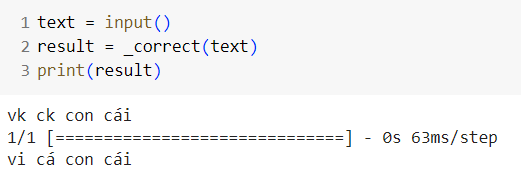 1 text = input()
2 result = _correct(text)
3 print(result)
vk ck con cái
1/1 [==============================] - 0s 63ms/step
vi cá con cái